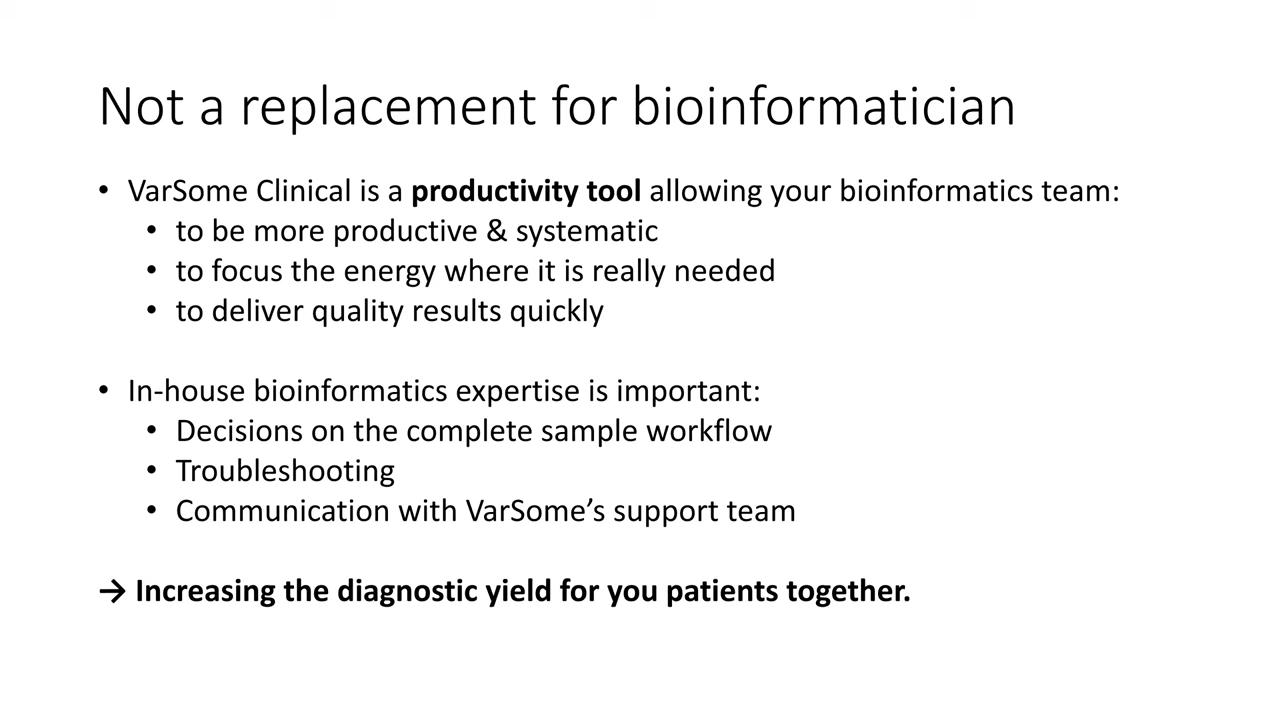 Not a replacement for bioinformatician
• VarSome Clinical is a productivity tool allowing your bioinformatics team:
• to be more productive & systematic
• to focus the energy where it is really needed
• to deliver quality results quickly
• In-house bioinformatics expertise is important:
• Decisions on the complete sample workflow
• Troubleshooting
• Communication with VarSome’s support team
→ Increasing the diagnostic yield for you patients together.